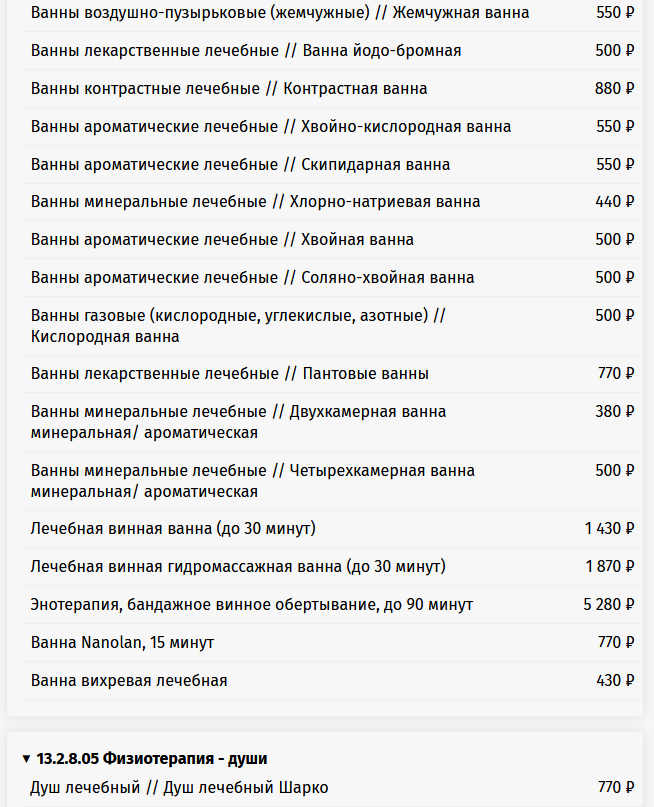 Ванны воздушно-пузырьковые (жемчужные) // Жемчужная ванна 550 ₽
Ванны лекарственные лечебные // Ванна йодо-бромная 500 ₽
Ванны контрастные лечебные // Контрастная ванна 880 ₽
Ванны ароматические лечебные // Хвойно-кислородная ванна 550 ₽
Ванны ароматические лечебные // Скипидарная ванна 550 ₽
Ванны минеральные лечебные // Хлорно-натриевая ванна 440 ₽
Ванны ароматические лечебные // Хвойная ванна 500 ₽
Ванны ароматические лечебные // Соляно-хвойная ванна 500 ₽
Ванны газовые (кислородные, углекислые, азотные) // 500 ₽
Кислородная ванна
Ванны лекарственные лечебные // Пантовые ванны 770 ₽
Ванны минеральные лечебные // Двухкамерная ванна 380 ₽
минеральная/ ароматическая
Ванны минеральные лечебные // Четырехкамерная ванна 500 ₽
минеральная/ ароматическая
Лечебная винная ванна (до 30 минут) 1 430 ₽
Лечебная винная гидромассажная ванна (до 30 минут) 1 870 ₽
Энотерапия, бандажное винное обертывание, до 90 минут 5 280 ₽
Ванна Nanolan, 15 минут 770 ₽
Ванна вихревая лечебная 430 ₽
▾ 13.2.8.05 Физиотерапия - души
Душ лечебный // Душ лечебный Шарко 770 ₽